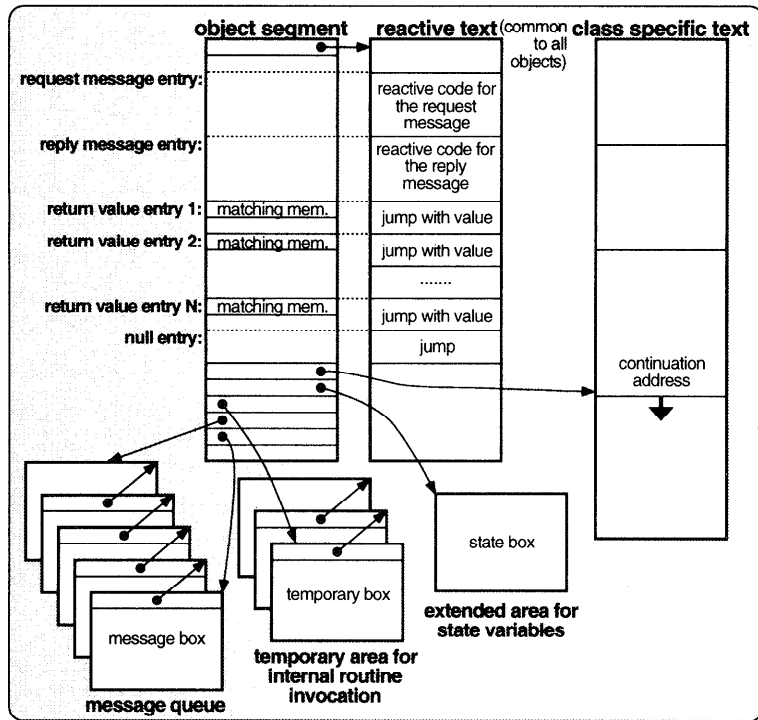 object segment
reactive text
(common
to all
objects)
class specific text
request message entry:
reactive code for
the request
message
reply message entry:
reactive code for
the reply
message
return value entry 1:
matching mem.
jump with value
return value entry 2:
matching mem.
jump with value
.......
return value entry N:
matching mem.
jump with value
null entry:
jump
continuation
address
state box
extended area for
state variables
temporary box
temporary area for
internal routine
invocation
message box
message queue